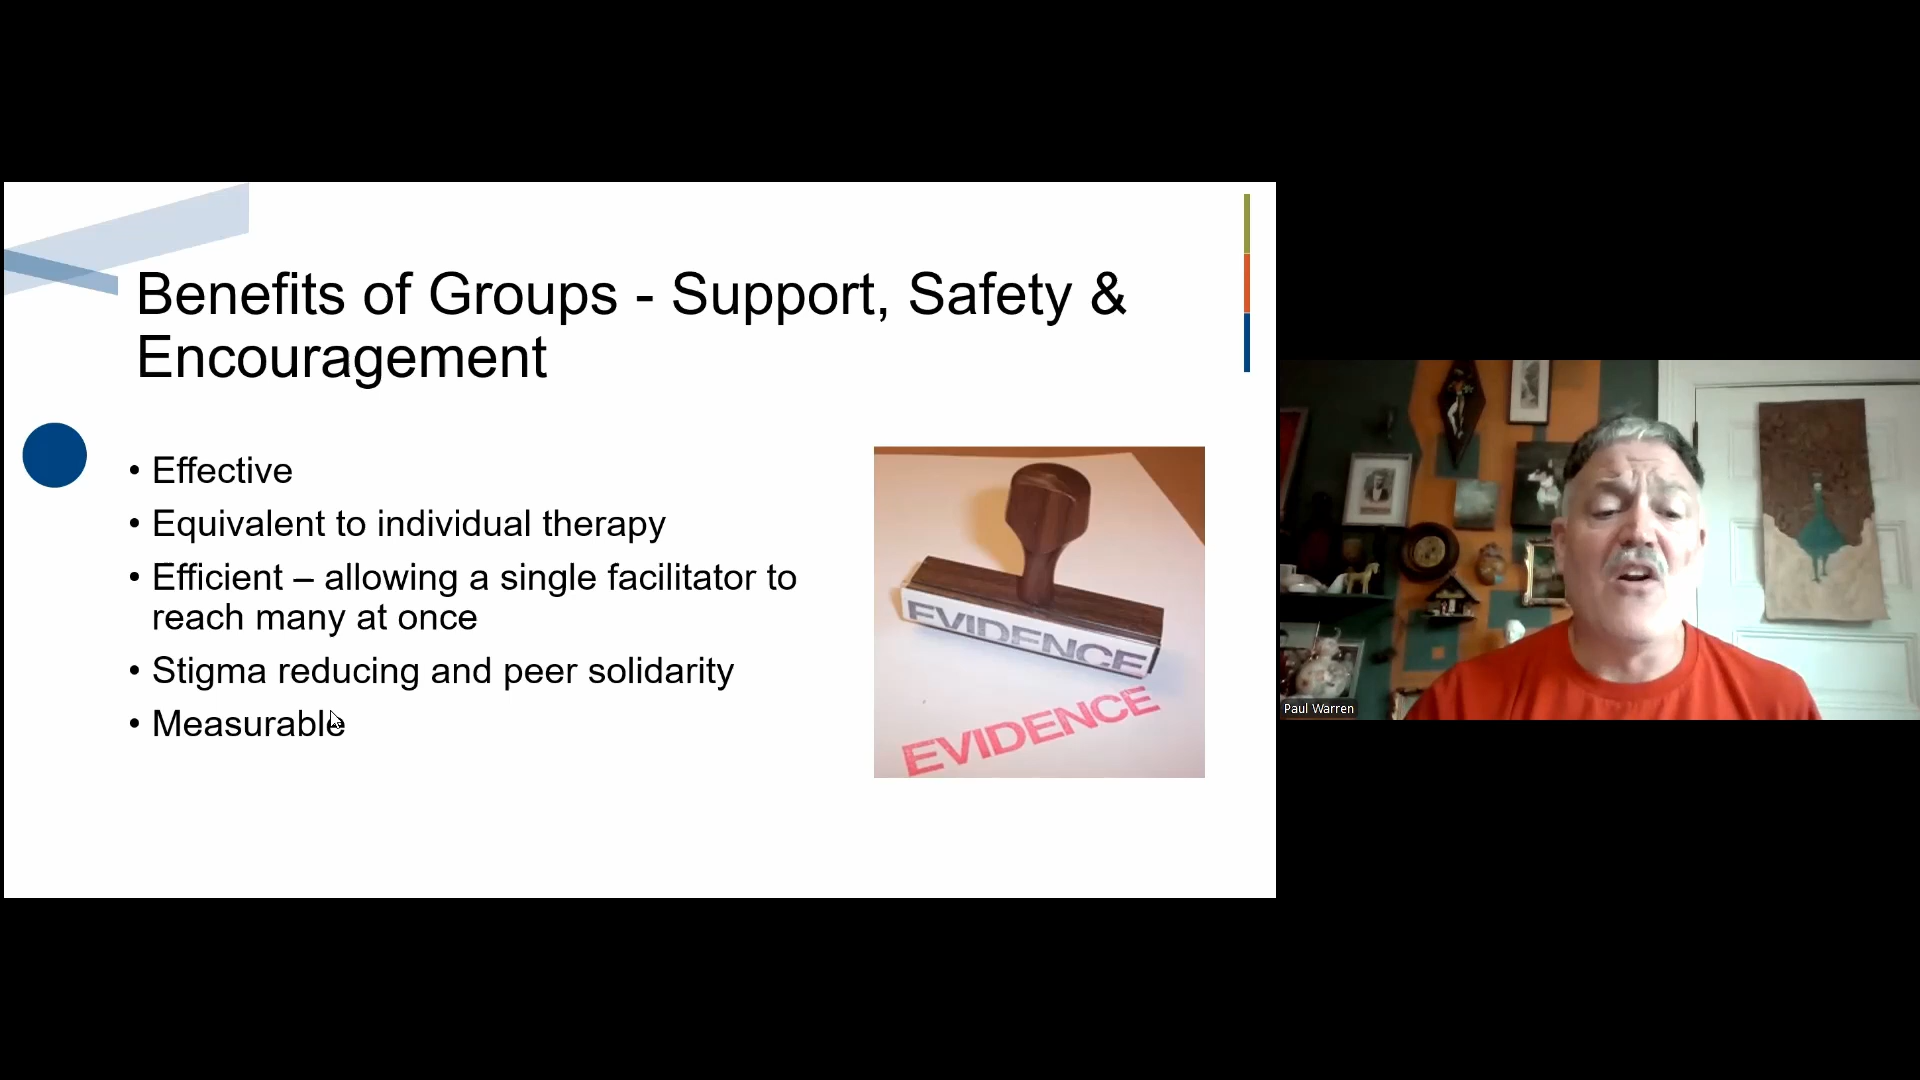 Benefits of Groups - Support, Safety &
Encouragement
• Effective
• Equivalent to individual therapy
• Efficient – allowing a single facilitator to
reach many at once
• Stigma reducing and peer solidarity
• Measurable
EVIDENCE
EVIDENCE
Paul Warren